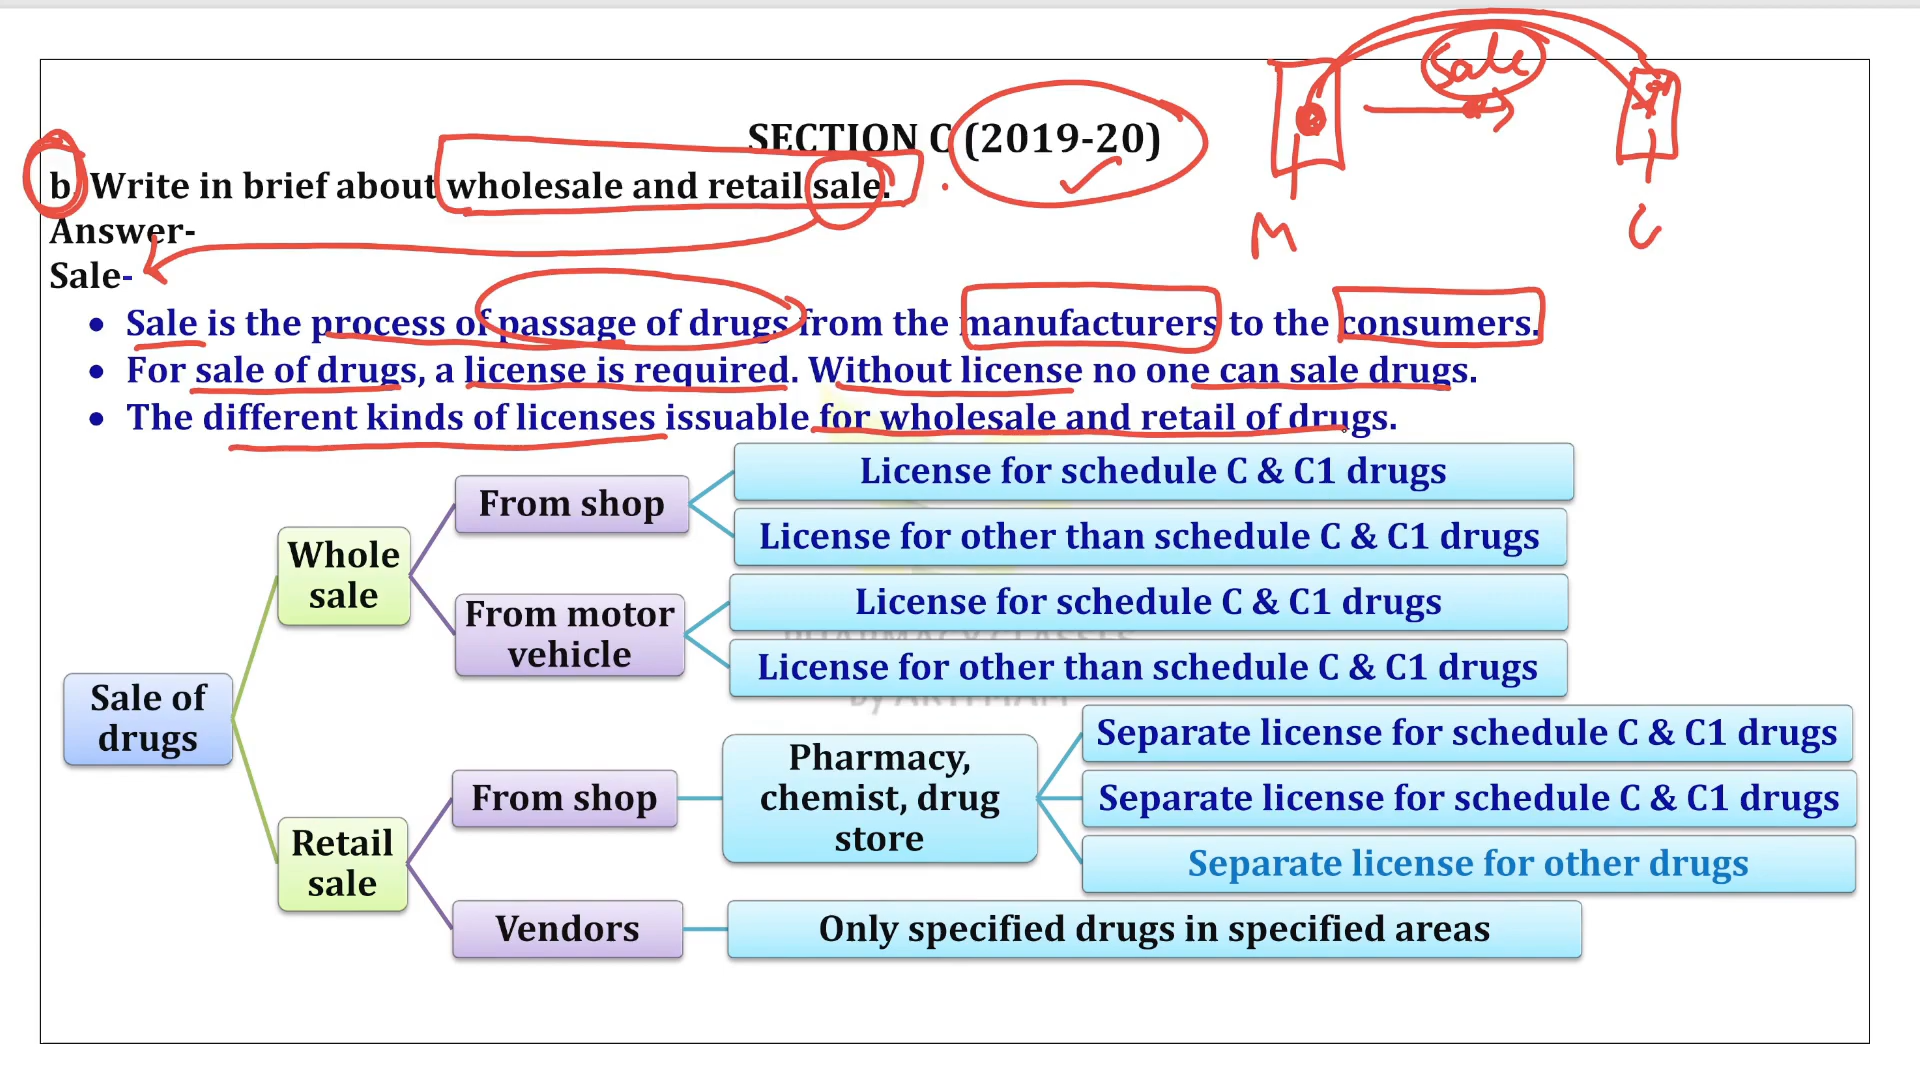 Sale
SECTION C (2019-20)
b. Write in brief about wholesale and retail sale.
M
C
Answer-
Sale-
• Sale is the process of passage of drugs from the manufacturers to the consumers.
• For sale of drugs, a license is required. Without license no one can sale drugs.
• The different kinds of licenses issuable for wholesale and retail of drugs.
Sale of
drugs
Whole
sale
From shop
License for schedule C & C1 drugs
License for other than schedule C & C1 drugs
From motor
vehicle
License for schedule C & C1 drugs
License for other than schedule C & C1 drugs
Retail
sale
From shop
Pharmacy,
chemist, drug
store
Separate license for schedule C & C1 drugs
Separate license for schedule C & C1 drugs
Separate license for other drugs
Vendors
Only specified drugs in specified areas
PHARMACY CLASSES
by ARTI MAM